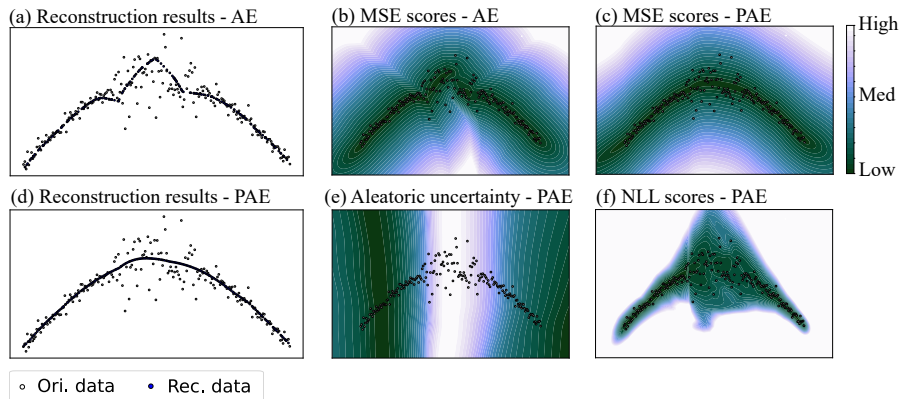 (a) Reconstruction results - AE
(b) MSE scores - AE
(c) MSE scores - PAE
High
Med
Low
(d) Reconstruction results - PAE
(e) Aleatoric uncertainty - PAE
(f) NLL scores - PAE
Ori. data
Rec. data